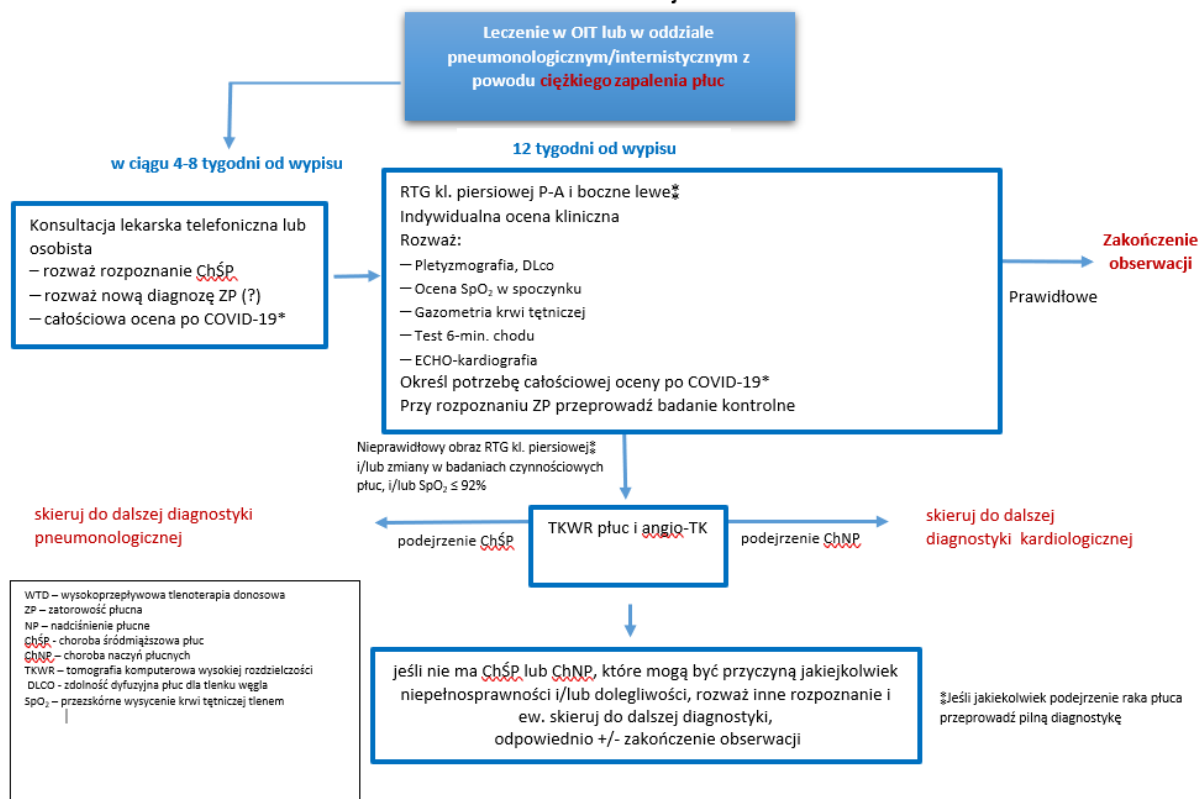 Leczenie w OIT lub w oddziale
pneumonologicznym/internistycznym z
powodu ciężkiego zapalenia płuc
w ciągu 4-8 tygodni od wypisu
12 tygodni od wypisu
Konsultacja lekarska telefoniczna lub
osobista
– rozważ rozpoznanie ChŚP
– rozważ nową diagnozę ZP (?)
– całościowa ocena po COVID-19*
RTG kl. piersiowej P-A i boczne lewe⁑
Indywidualna ocena kliniczna
Rozważ:
– Pletyzmografia, DLco
– Ocena SpO₂ w spoczynku
– Gazometria krwi tętniczej
– Test 6-min. chodu
– ECHO-kardiografia
Określ potrzebę całościowej oceny po COVID-19*
Przy rozpoznaniu ZP przeprowadź badanie kontrolne
Zakończenie
obserwacji
Prawidłowe
Nieprawidłowy obraz RTG kl. piersiowej⁑
i/lub zmiany w badaniach czynnościowych
płuc, i/lub SpO₂ ≤ 92%
skieruj do dalszej diagnostyki
pneumonologicznej
podejrzenie ChŚP
TKWR płuc i angio-TK
podejrzenie ChNP
skieruj do dalszej
diagnostyki kardiologicznej
WTD – wysokoprzepływowa tlenoterapia donosowa
ZP – zatorowość płucna
NP – nadciśnienie płucne
ChŚP - choroba śródmiąższowa płuc
ChNP – choroba naczyń płucnych
TKWR – tomografia komputerowa wysokiej rozdzielczości
DLCO - zdolność dyfuzyjna płuc dla tlenku węgla
SpO₂ – przezskórne wysycenie krwi tętniczej tlenem
jeśli nie ma ChŚP lub ChNP, które mogą być przyczyną jakiejkolwiek
niepełnosprawności i/lub dolegliwości, rozważ inne rozpoznanie i
ew. skieruj do dalszej diagnostyki,
odpowiednio +/- zakończenie obserwacji
⁑Jeśli jakiekolwiek podejrzenie raka płuca
przeprowadź pilną diagnostykę